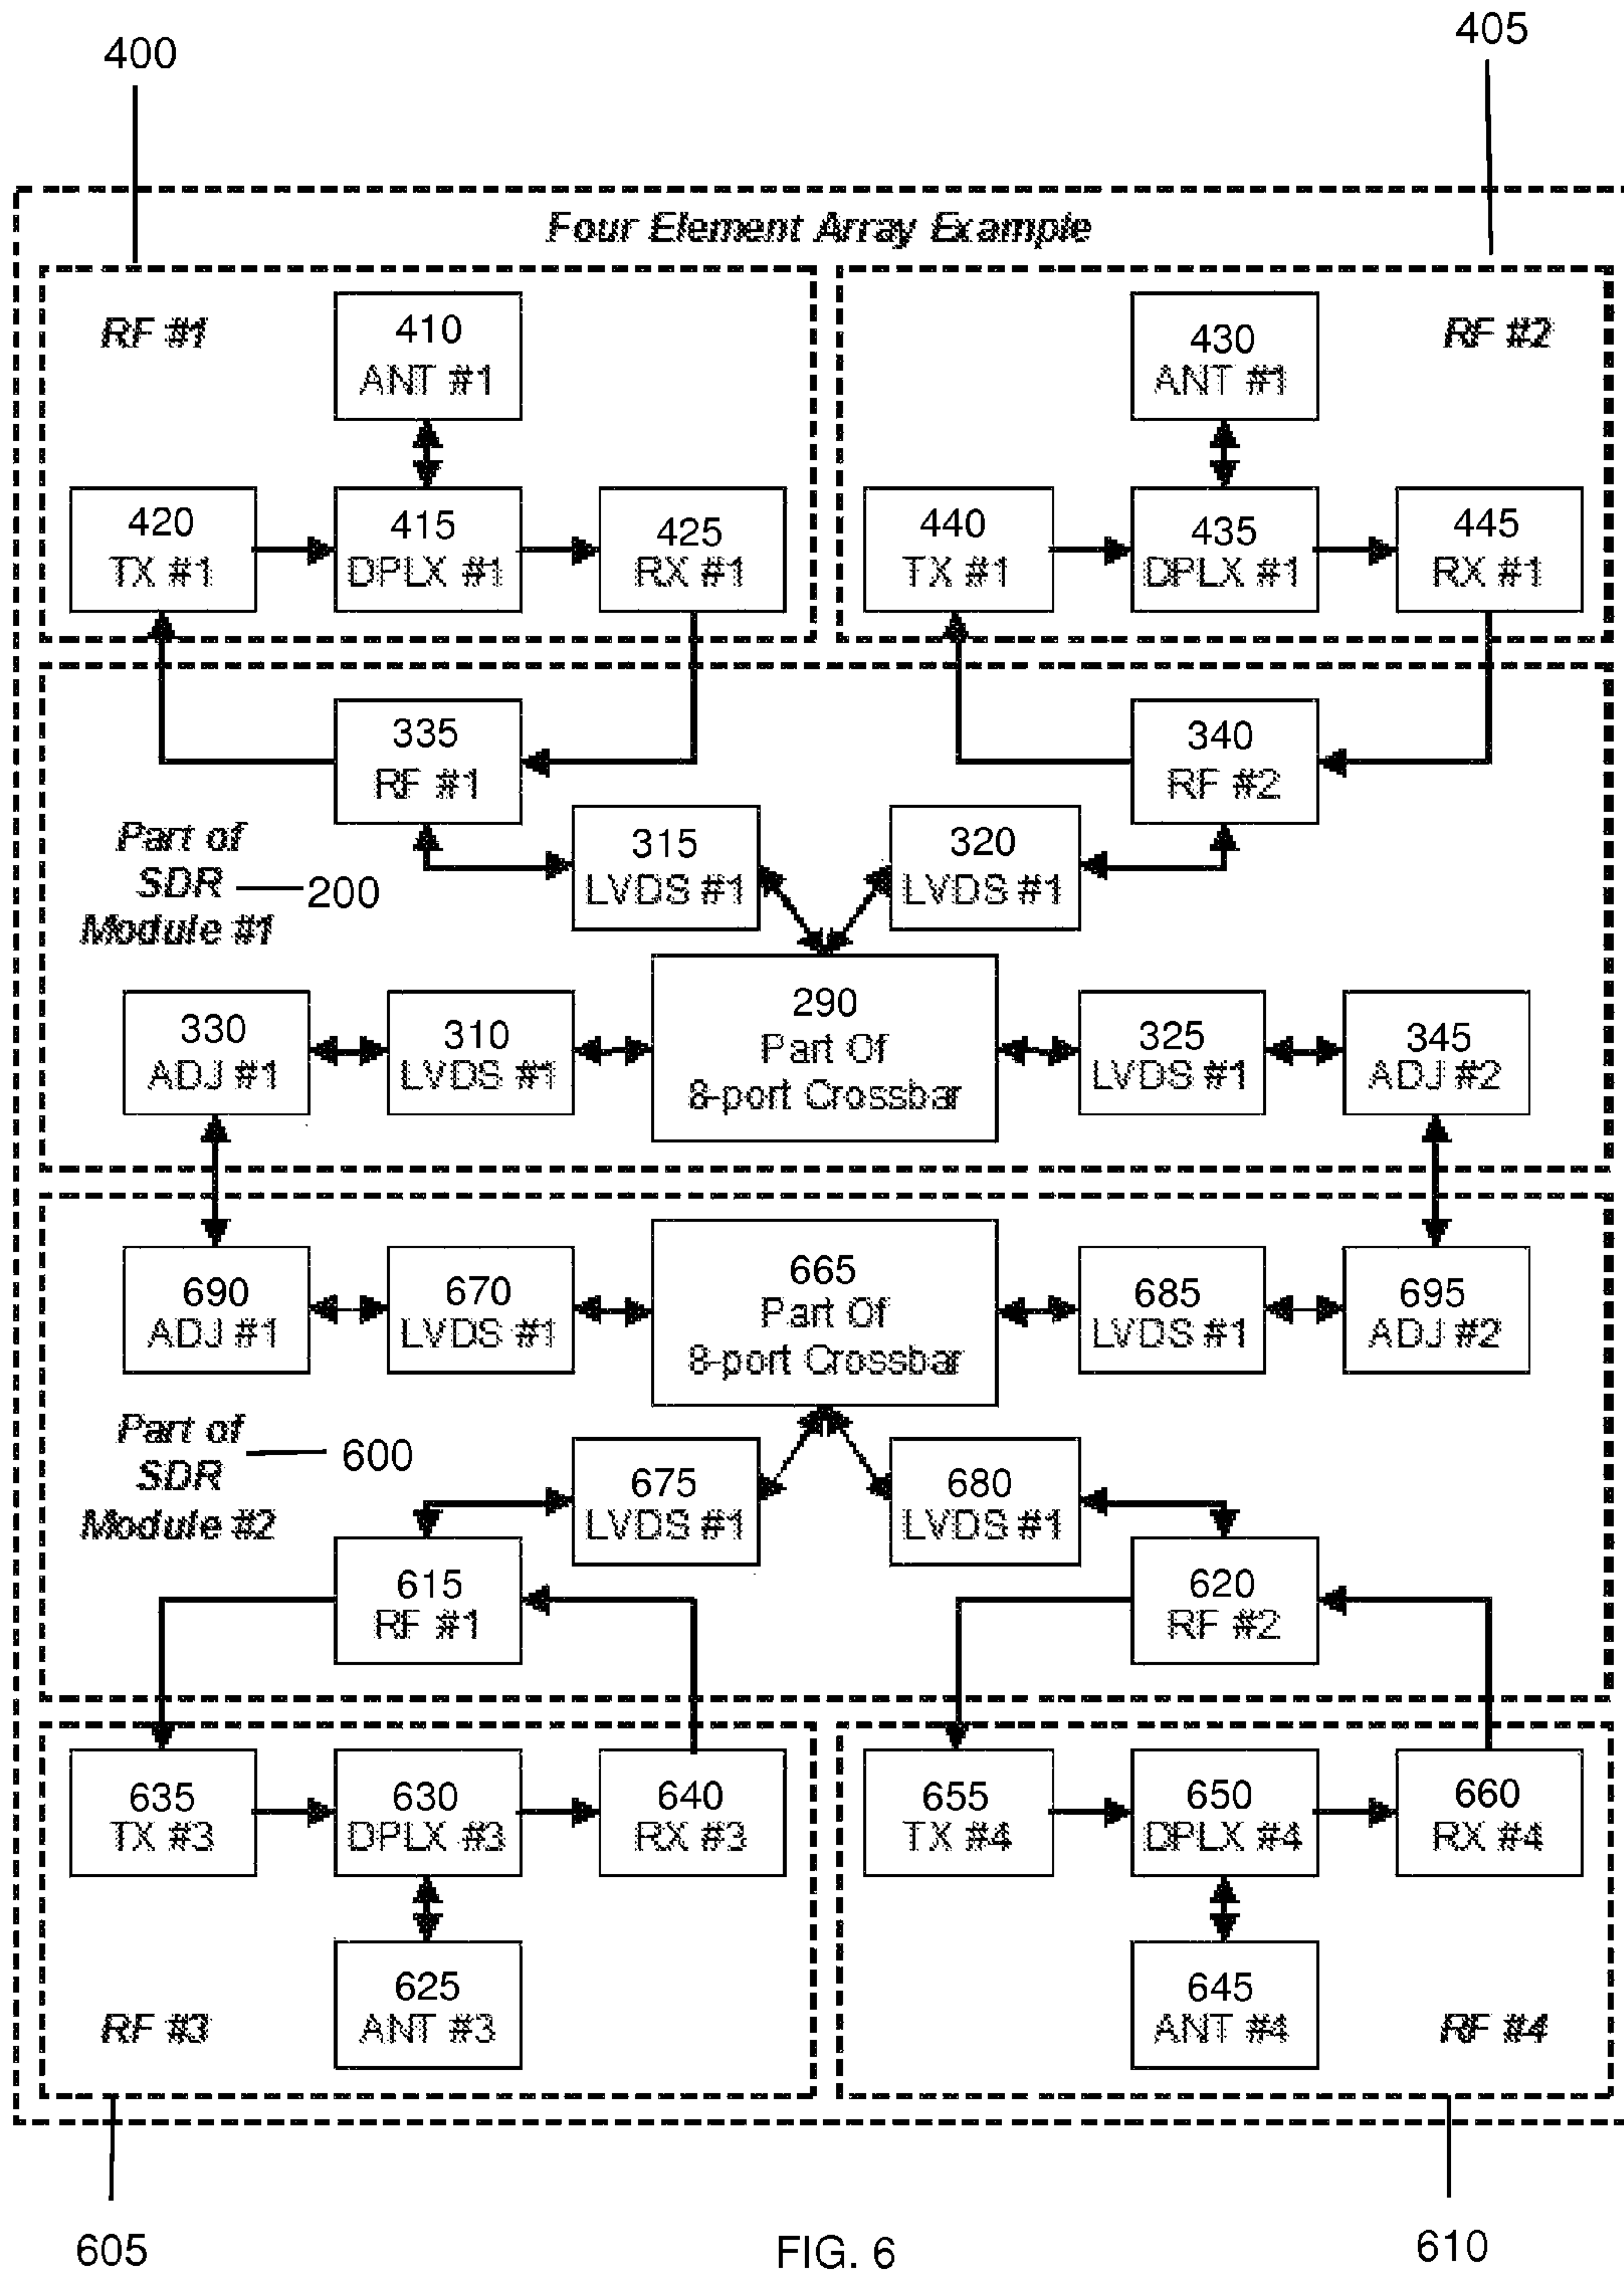 400
405
Four Element Array Example
RF #1
410
ANT #1
430
ANT #1
RF #2
420
TX #1
415
DPLX #1
425
RX #1
440
TX #1
435
DPLX #1
445
RX #1
335
RF #1
340
RF #2
Part of
SDR
Module #1
200
315
LVDS #1
320
LVDS #1
330
ADJ #1
310
LVDS #1
290
Part Of
8-port Crossbar
325
LVDS #1
345
ADJ #2
690
ADJ #1
670
LVDS #1
665
Part Of
8-port Crossbar
685
LVDS #1
695
ADJ #2
Part of
SDR
Module #2
600
675
LVDS #1
680
LVDS #1
615
RF #1
620
RF #2
635
TX #3
630
DPLX #3
640
RX #3
655
TX #4
650
DPLX #4
660
RX #4
RF #3
625
ANT #3
645
ANT #4
RF #4
605
FIG. 6
610